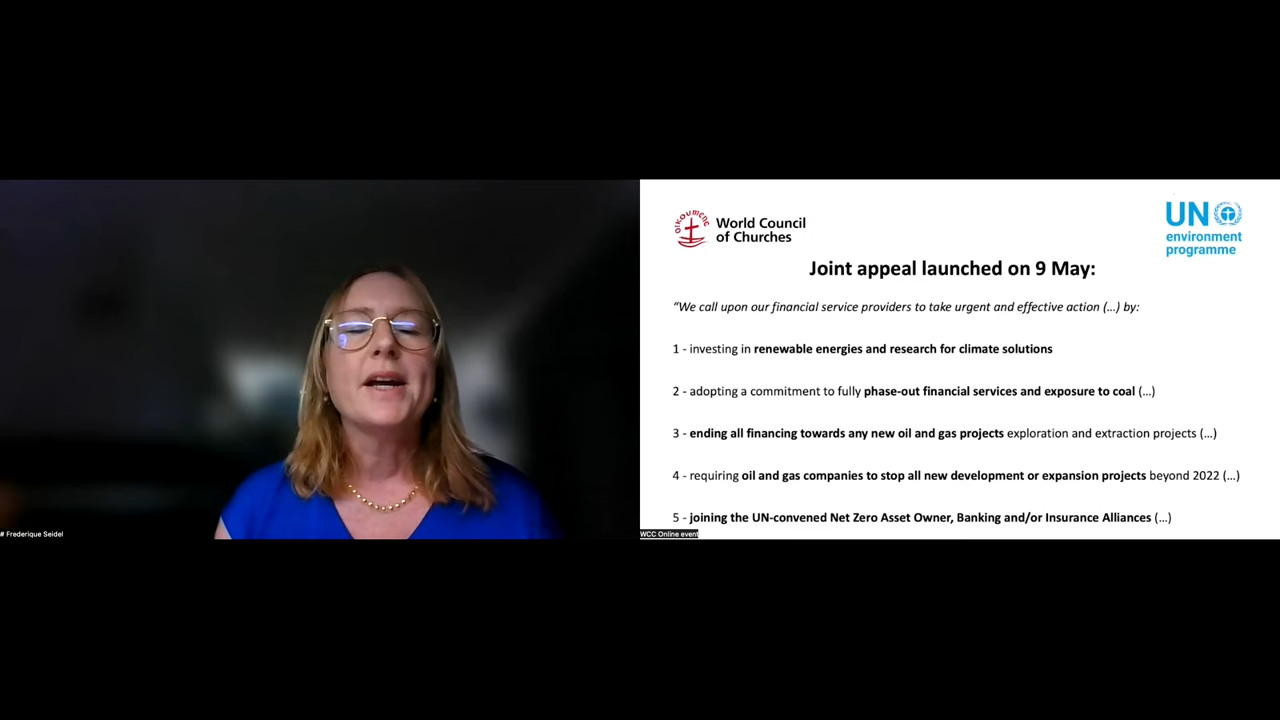 # Frederique Seidel
οικουμενε
World Council
of Churches
UN
environment
programme
Joint appeal launched on 9 May:
“We call upon our financial service providers to take urgent and effective action (...) by:
1 - investing in renewable energies and research for climate solutions
2 - adopting a commitment to fully phase-out financial services and exposure to coal (...)
3 - ending all financing towards any new oil and gas projects exploration and extraction projects (...)
4 - requiring oil and gas companies to stop all new development or expansion projects beyond 2022 (...)
5 - joining the UN-convened Net Zero Asset Owner, Banking and/or Insurance Alliances (...)
WCC Online event